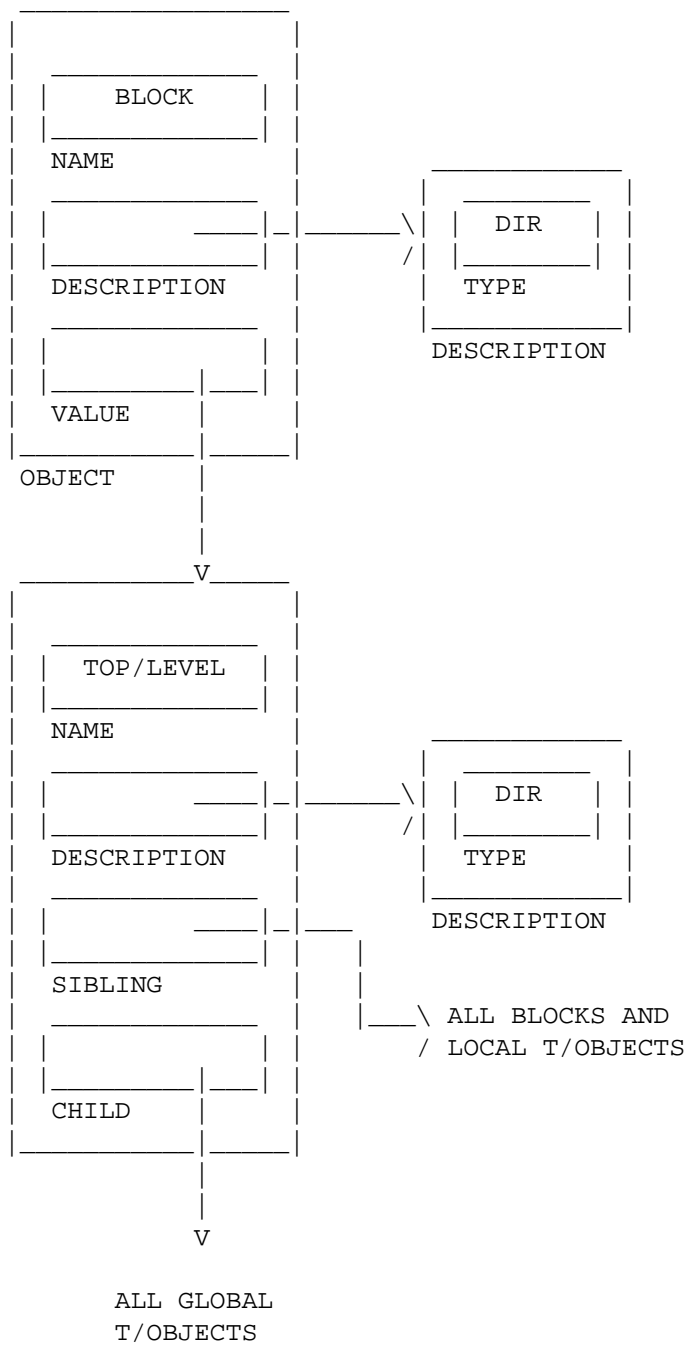 BLOCK
NAME
DIR
DESCRIPTION
TYPE
VALUE
DESCRIPTION
OBJECT
TOP/LEVEL
NAME
DIR
DESCRIPTION
TYPE
DESCRIPTION
SIBLING
ALL BLOCKS AND
LOCAL T/OBJECTS
CHILD
ALL GLOBAL
T/OBJECTS